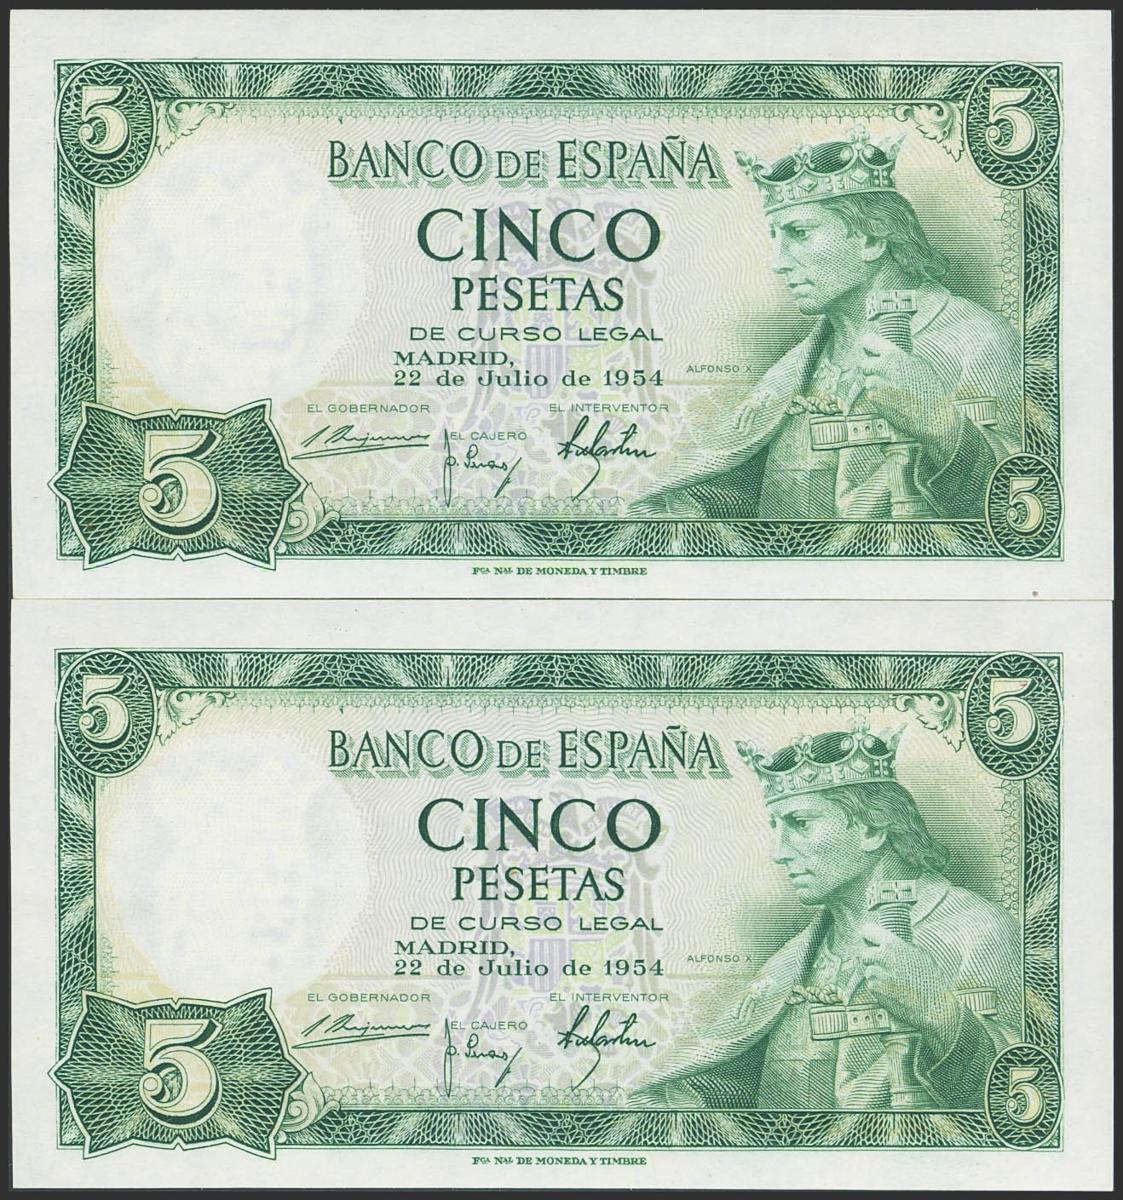 5 5
BANCO DE ESPAÑA
CINCO
PESETAS
DE CURSO LEGAL
MADRID,
22 de Julio de 1954
ALFONSO X
EL GOBERNADOR EL INTERVENTOR
EL CAJERO
5 5
Fca Nal DE MONEDA Y TIMBRE
5 5
BANCO DE ESPAÑA
CINCO
PESETAS
DE CURSO LEGAL
MADRID,
22 de Julio de 1954
ALFONSO X
EL GOBERNADOR EL INTERVENTOR
EL CAJERO
5 5
Fca Nal DE MONEDA Y TIMBRE